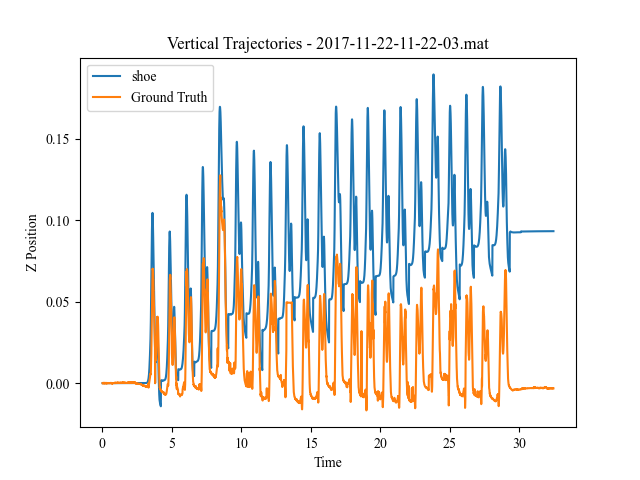 Vertical Trajectories - 2017-11-22-11-22-03.mat
shoe
Ground Truth
Z Position
0.15
0.10
0.05
0.00
0
5
10
15
20
25
30
Time